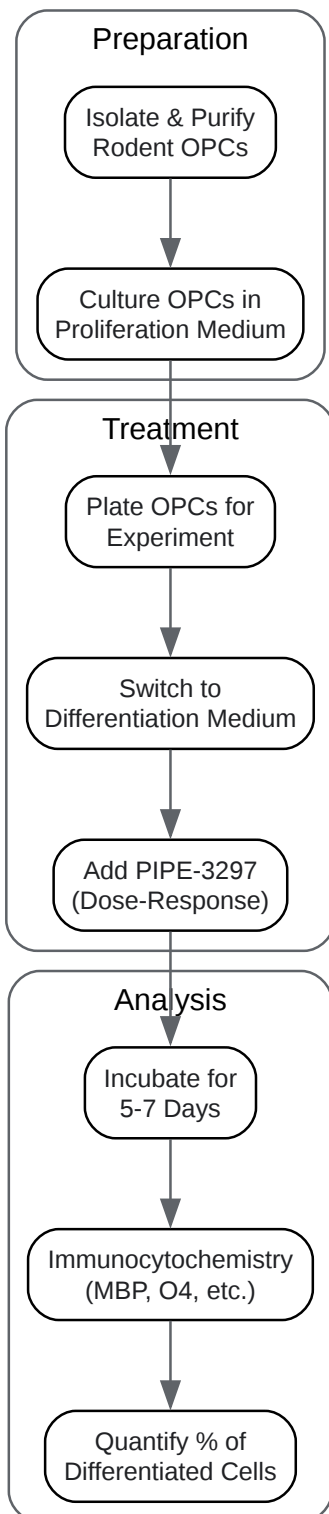 Preparation
Isolate & Purify
Rodent OPCs
Culture OPCs in
Proliferation Medium
Treatment
Plate OPCs for
Experiment
Switch to
Differentiation Medium
Add PIPE-3297
(Dose-Response)
Analysis
Incubate for
5-7 Days
Immunocytochemistry
(MBP, O4, etc.)
Quantify % of
Differentiated Cells